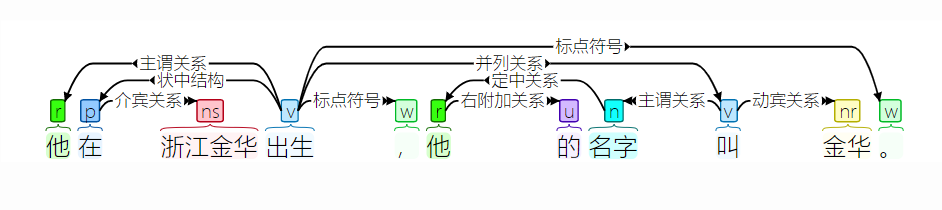 标点符号
主谓关系 并列关系
状中结构 定中关系
介宾关系 标点符号 右附加关系 主谓关系 动宾关系
r p ns v w r u n v nr w
他 在 浙江金华 出生 , 他 的 名字 叫 金华 。